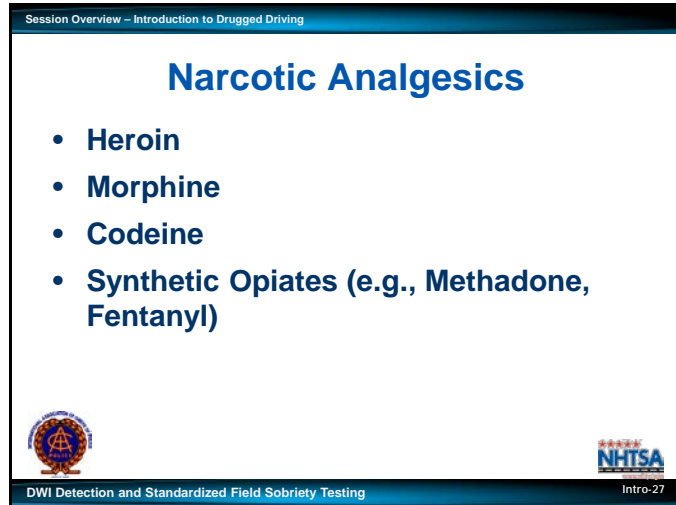 Session Overview – Introduction to Drugged Driving
Narcotic Analgesics
• Heroin
• Morphine
• Codeine
• Synthetic Opiates (e.g., Methadone,
Fentanyl)
NHTSA
DWI Detection and Standardized Field Sobriety Testing
Intro-27